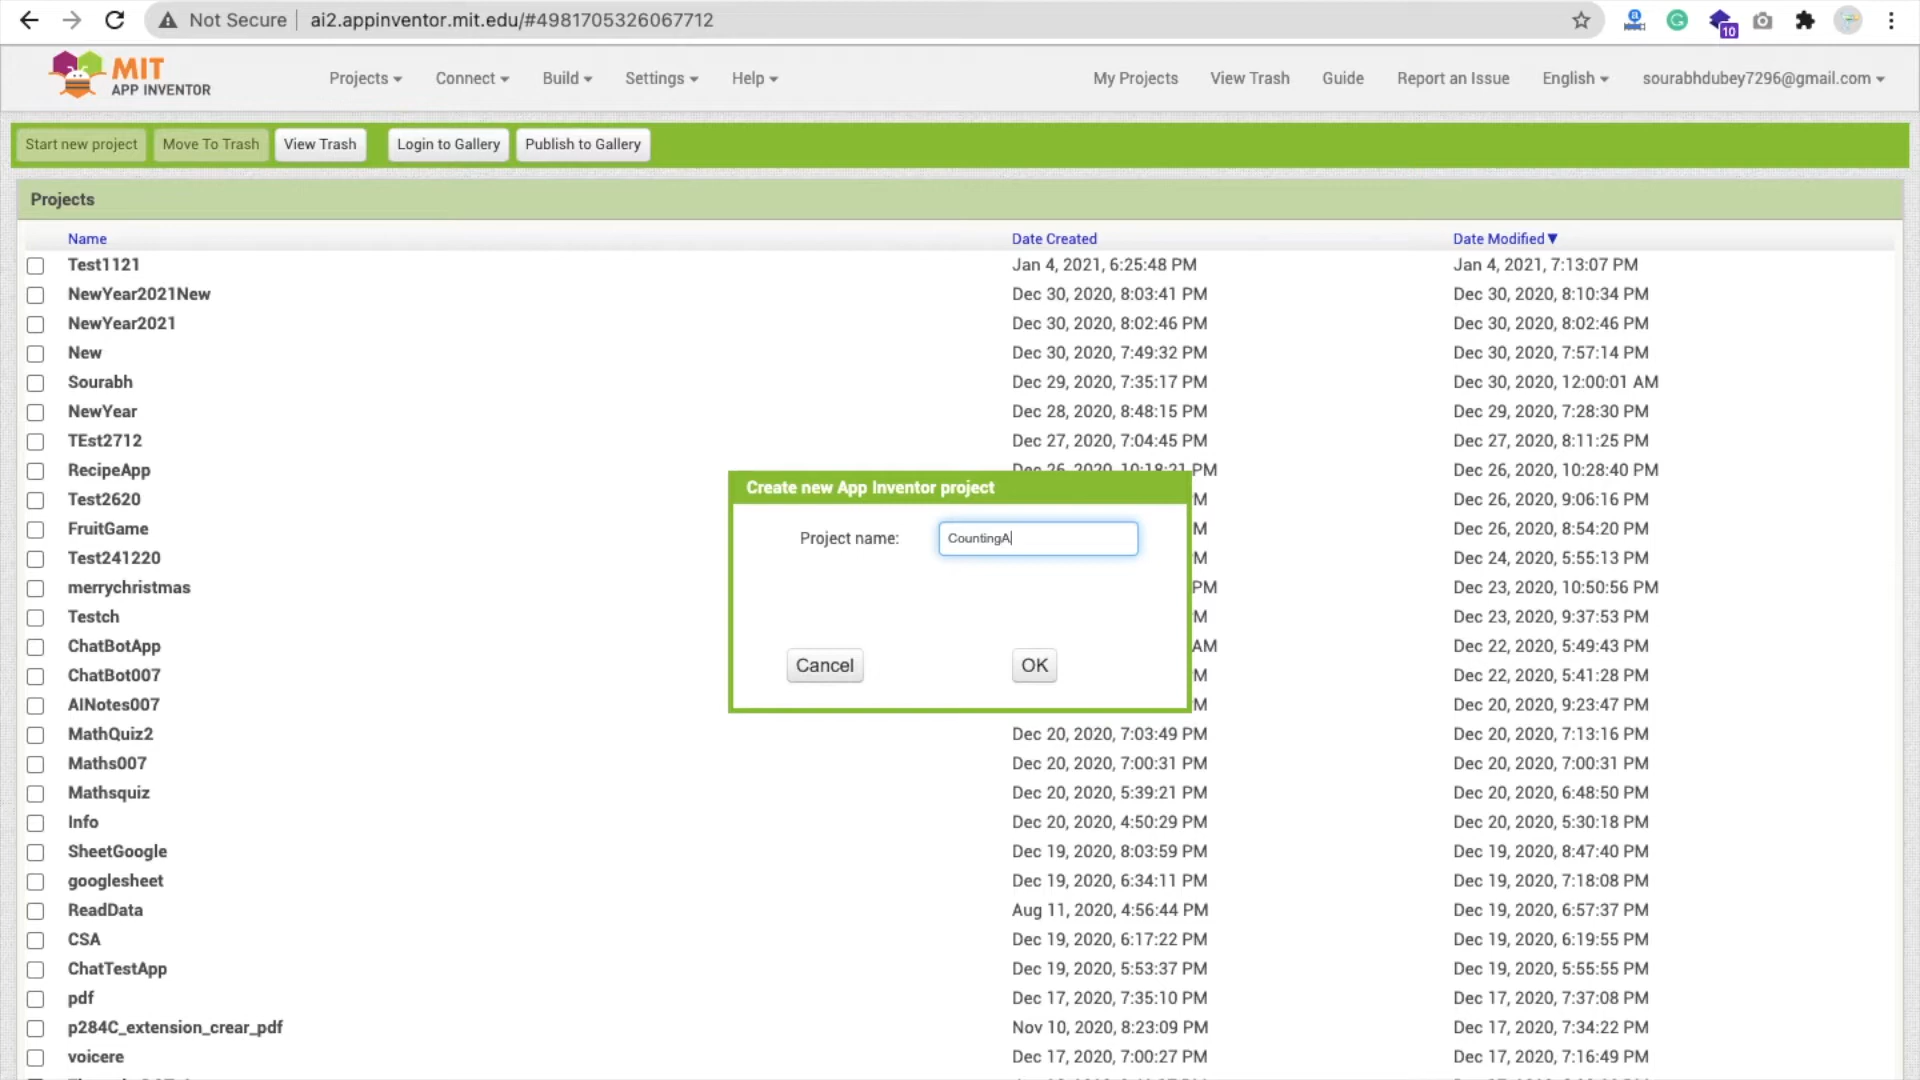 Not Secure ai2.appinventor.mit.edu/#4981705326067712
10
MIT
APP INVENTOR
Projects Connect Build Settings Help My Projects View Trash Guide Report an Issue English sourabhdubey7296@gmail.com
Start new project Move To Trash View Trash Login to Gallery Publish to Gallery
Projects
Name Date Created Date Modified▼
Test1121 Jan 4, 2021, 6:25:48 PM Jan 4, 2021, 7:13:07 PM
NewYear2021New Dec 30, 2020, 8:03:41 PM Dec 30, 2020, 8:10:34 PM
NewYear2021 Dec 30, 2020, 8:02:46 PM Dec 30, 2020, 8:02:46 PM
New Dec 30, 2020, 7:49:32 PM Dec 30, 2020, 7:57:14 PM
Sourabh Dec 29, 2020, 7:35:17 PM Dec 30, 2020, 12:00:01 AM
NewYear Dec 28, 2020, 8:48:15 PM Dec 29, 2020, 7:28:30 PM
TEst2712 Dec 27, 2020, 7:04:45 PM Dec 27, 2020, 8:11:25 PM
RecipeApp Dec 26, 2020, 10:18:21 PM Dec 26, 2020, 10:28:40 PM
Create new App Inventor project
Test2620 M Dec 26, 2020, 9:06:16 PM
FruitGame M Dec 26, 2020, 8:54:20 PM
Project name: CountingA
Test241220 M Dec 24, 2020, 5:55:13 PM
merrychristmas PM Dec 23, 2020, 10:50:56 PM
Testch M Dec 23, 2020, 9:37:53 PM
ChatBotApp AM Dec 22, 2020, 5:49:43 PM
Cancel OK
ChatBot007 M Dec 22, 2020, 5:41:28 PM
AINotes007 M Dec 20, 2020, 9:23:47 PM
MathQuiz2 Dec 20, 2020, 7:03:49 PM Dec 20, 2020, 7:13:16 PM
Maths007 Dec 20, 2020, 7:00:31 PM Dec 20, 2020, 7:00:31 PM
Mathsquiz Dec 20, 2020, 5:39:21 PM Dec 20, 2020, 6:48:50 PM
Info Dec 20, 2020, 4:50:29 PM Dec 20, 2020, 5:30:18 PM
SheetGoogle Dec 19, 2020, 8:03:59 PM Dec 19, 2020, 8:47:40 PM
googlesheet Dec 19, 2020, 6:34:11 PM Dec 19, 2020, 7:18:08 PM
ReadData Aug 11, 2020, 4:56:44 PM Dec 19, 2020, 6:57:37 PM
CSA Dec 19, 2020, 6:17:22 PM Dec 19, 2020, 6:19:55 PM
ChatTestApp Dec 19, 2020, 5:53:37 PM Dec 19, 2020, 5:55:55 PM
pdf Dec 17, 2020, 7:35:10 PM Dec 17, 2020, 7:37:08 PM
p284C_extension_crear_pdf Nov 10, 2020, 8:23:09 PM Dec 17, 2020, 7:34:22 PM
voicere Dec 17, 2020, 7:00:27 PM Dec 17, 2020, 7:16:49 PM